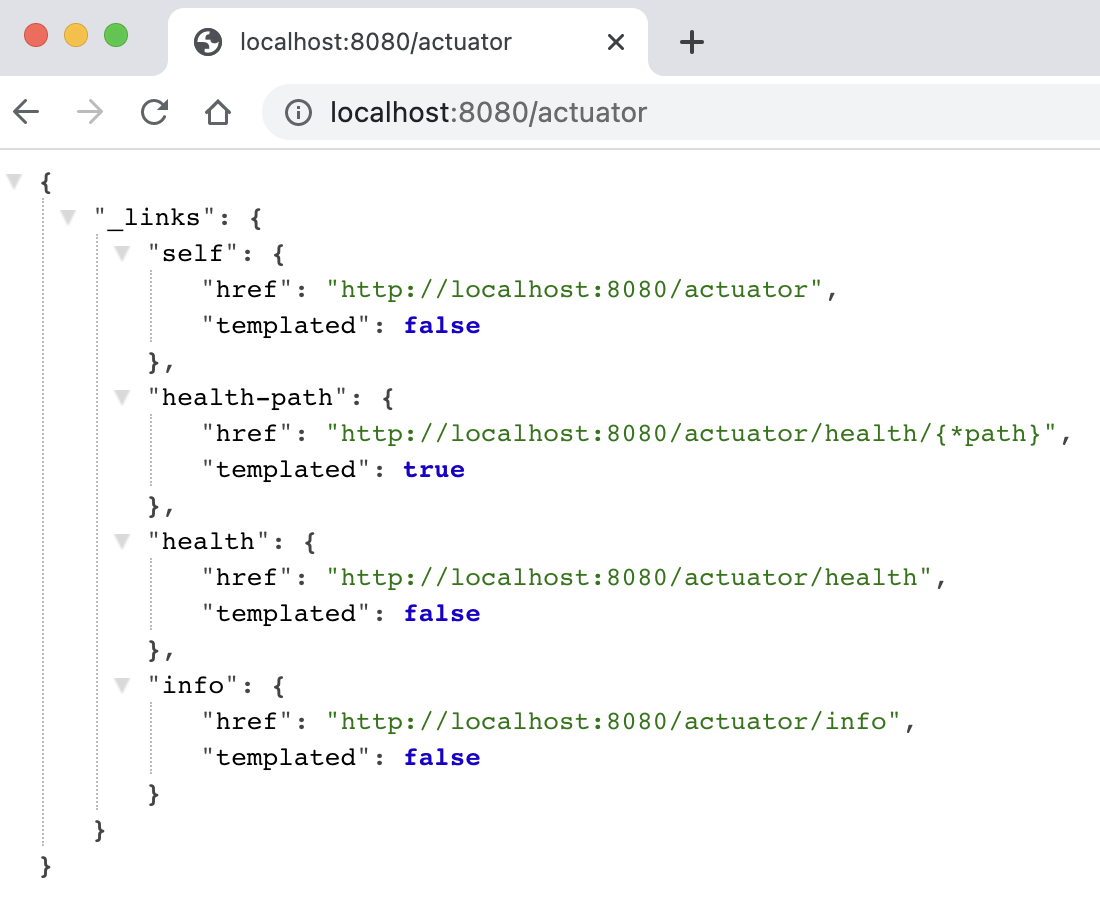 localhost:8080/actuator
localhost:8080/actuator
{
"_links": {
"self": {
"href": "http://localhost:8080/actuator",
"templated": false
},
"health-path": {
"href": "http://localhost:8080/actuator/health/{*path}",
"templated": true
},
"health": {
"href": "http://localhost:8080/actuator/health",
"templated": false
},
"info": {
"href": "http://localhost:8080/actuator/info",
"templated": false
}
}
}